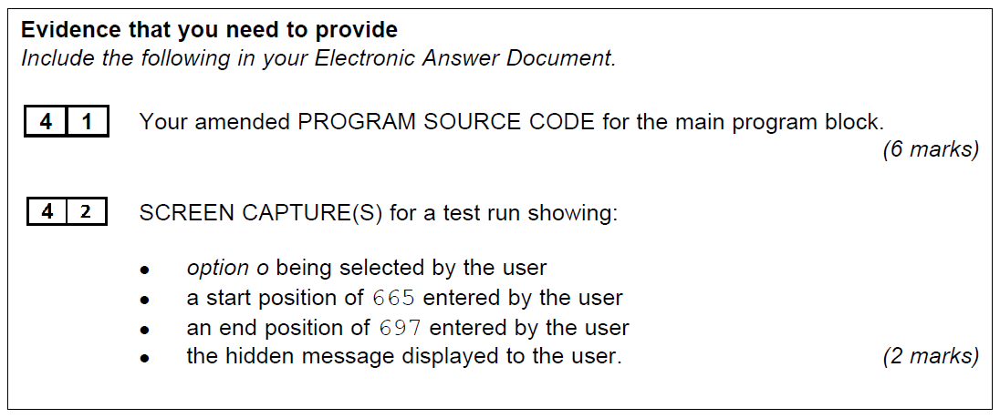 Evidence that you need to provide
Include the following in your Electronic Answer Document.
4 1 Your amended PROGRAM SOURCE CODE for the main program block.
(6 marks)
4 2 SCREEN CAPTURE(S) for a test run showing:
• option o being selected by the user
• a start position of 665 entered by the user
• an end position of 697 entered by the user
• the hidden message displayed to the user. (2 marks)